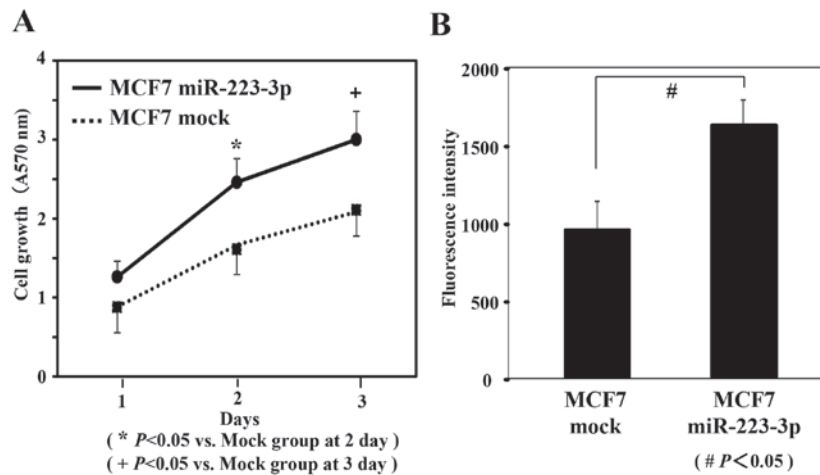 A
4
3
2
1
0
Cell growth (A570 nm)
MCF7 miR-223-3p
MCF7 mock
*
+
1 2 3
Days
( * P<0.05 vs. Mock group at 2 day )
( + P<0.05 vs. Mock group at 3 day )
B
2000
1500
1000
500
0
Fluorescence intensity
#
MCF7 MCF7
mock miR-223-3p
( # P<0.05 )